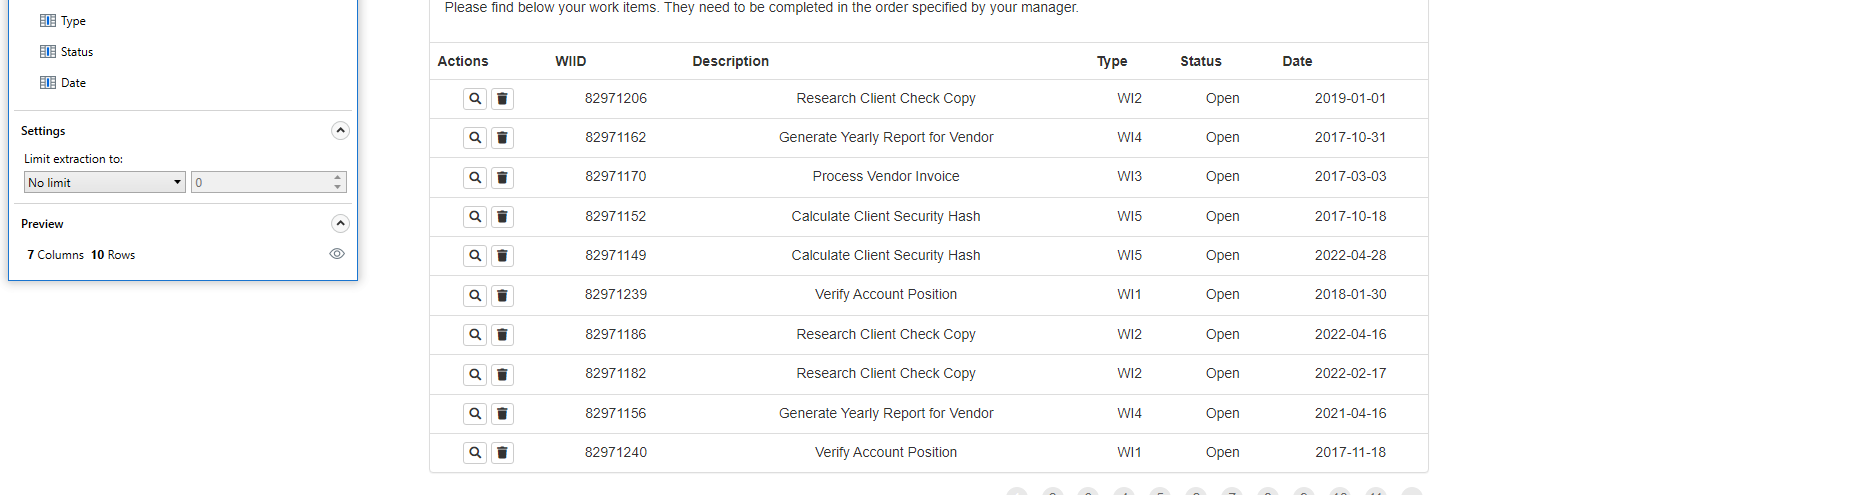 Type
Status
Date
Settings
Limit extraction to:
No limit 0
Preview
7 Columns 10 Rows
Please find below your work items. They need to be completed in the order specified by your manager.
Actions WIID Description Type Status Date
82971206 Research Client Check Copy WI2 Open 2019-01-01
82971162 Generate Yearly Report for Vendor WI4 Open 2017-10-31
82971170 Process Vendor Invoice WI3 Open 2017-03-03
82971152 Calculate Client Security Hash WI5 Open 2017-10-18
82971149 Calculate Client Security Hash WI5 Open 2022-04-28
82971239 Verify Account Position WI1 Open 2018-01-30
82971186 Research Client Check Copy WI2 Open 2022-04-16
82971182 Research Client Check Copy WI2 Open 2022-02-17
82971156 Generate Yearly Report for Vendor WI4 Open 2021-04-16
82971240 Verify Account Position WI1 Open 2017-11-18